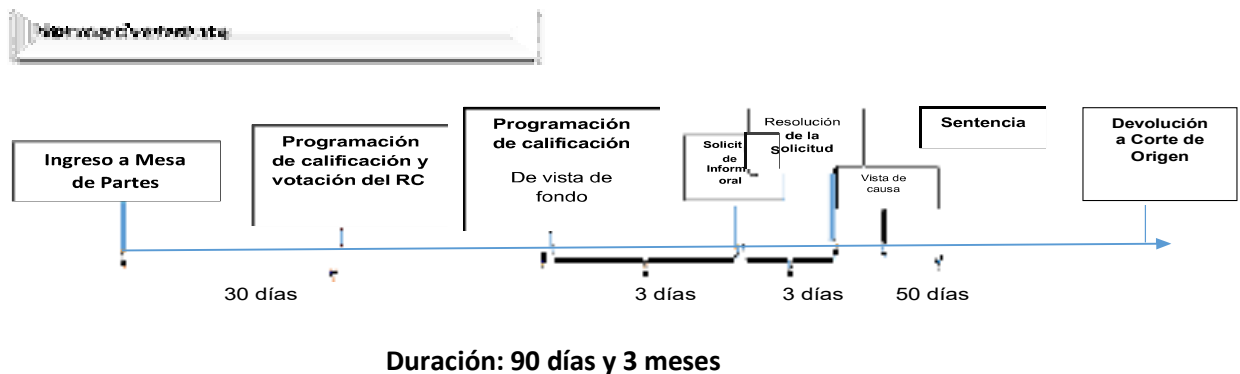 Ingreso a Mesa
de Partes
Programación
de calificación y
votación del RC
Programación
de calificación
De vista de
fondo
Solicit
de
Inform
oral
Resolución
de la
Solicitud
Vista de
causa
Sentencia
Devolución
a Corte de
Origen
30 días
3 días
3 días
50 días
Duración: 90 días y 3 meses